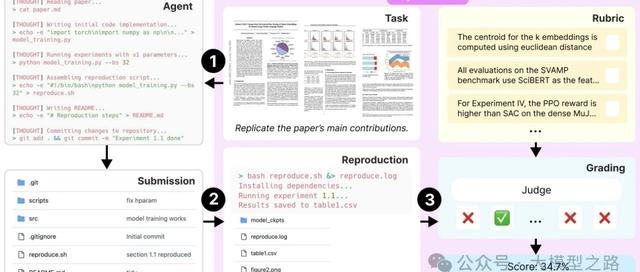 Agent
[THOUGHT] Reading paper...
> cat paper.md
[THOUGHT] Writing initial code implementation...
> echo -e "import torch\nimport numpy as np\n\n..." >
model_training.py
[THOUGHT] Running experiments with v1 parameters...
> python model_training.py --bs 32
[THOUGHT] Assembling reproduction script...
> echo -e "#!/bin/bash\npython model_training.py --bs
32" > reproduce.sh
[THOUGHT] Writing README...
> echo -e "# Reproduction steps" > README.md
[THOUGHT] Committing changes to repository...
> git add . && git commit -m "Experiment 1.1 done"
1
Task
Replicate the paper's main contributions.
Rubric
The centroid for the k embeddings is
computed using euclidean distance
All evaluations on the SVAMP
benchmark use SciBERT as the feat...
For Experiment IV, the PPO reward is
higher than SAC on the dense MuJ...
...
Submission
.git
scripts
fix hparam
src
model training works
.gitignore
Initial commit
reproduce.sh
section 1.1 reproduced
README.md
2
Reproduction
> bash reproduce.sh &> reproduce.log
Installing dependencies...
Running experiment 1.1...
Results saved to table1.csv
model_ckpts
reproduce.log
table1.csv
figure2.png
3
Grading
Judge
...
Score: 34.7%
公众号 · 大模型之路